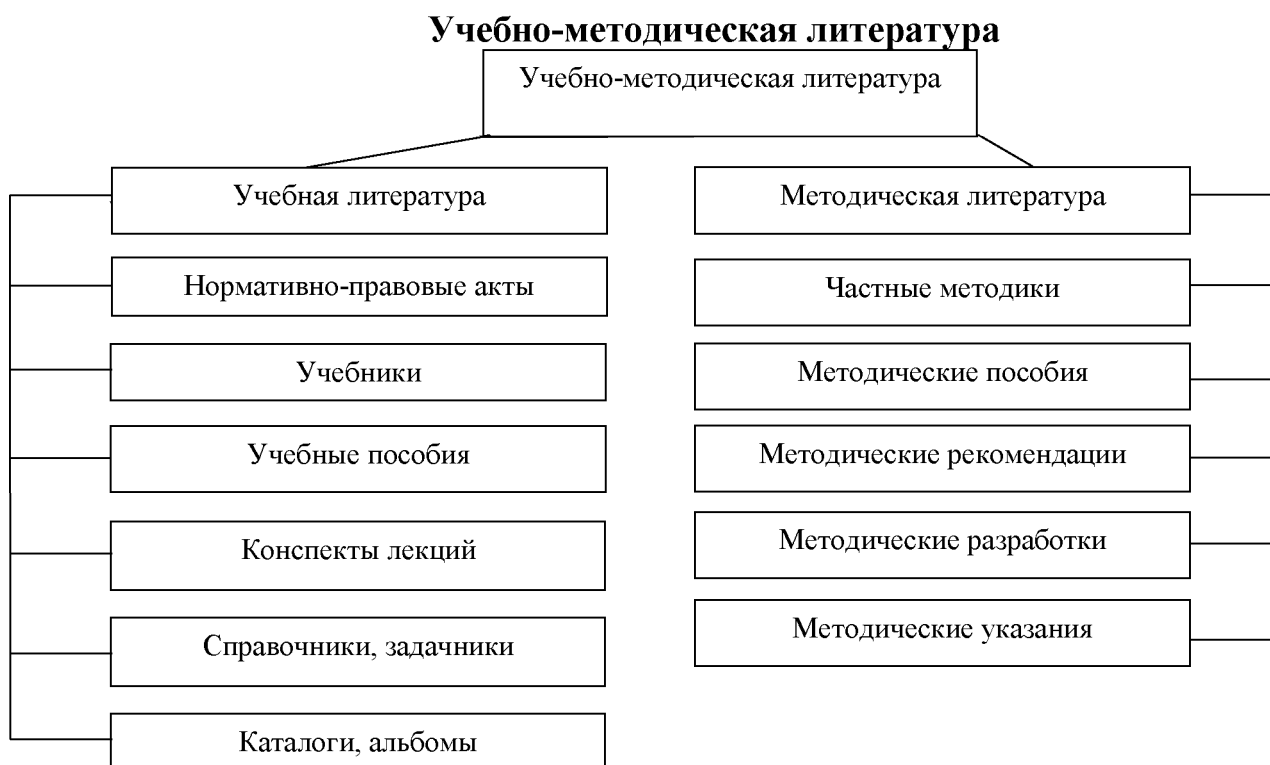 Учебно-методическая литература
Учебно-методическая литература
Учебная литература
Нормативно-правовые акты
Учебники
Учебные пособия
Конспекты лекций
Справочники, задачники
Каталоги, альбомы
Методическая литература
Частные методики
Методические пособия
Методические рекомендации
Методические разработки
Методические указания